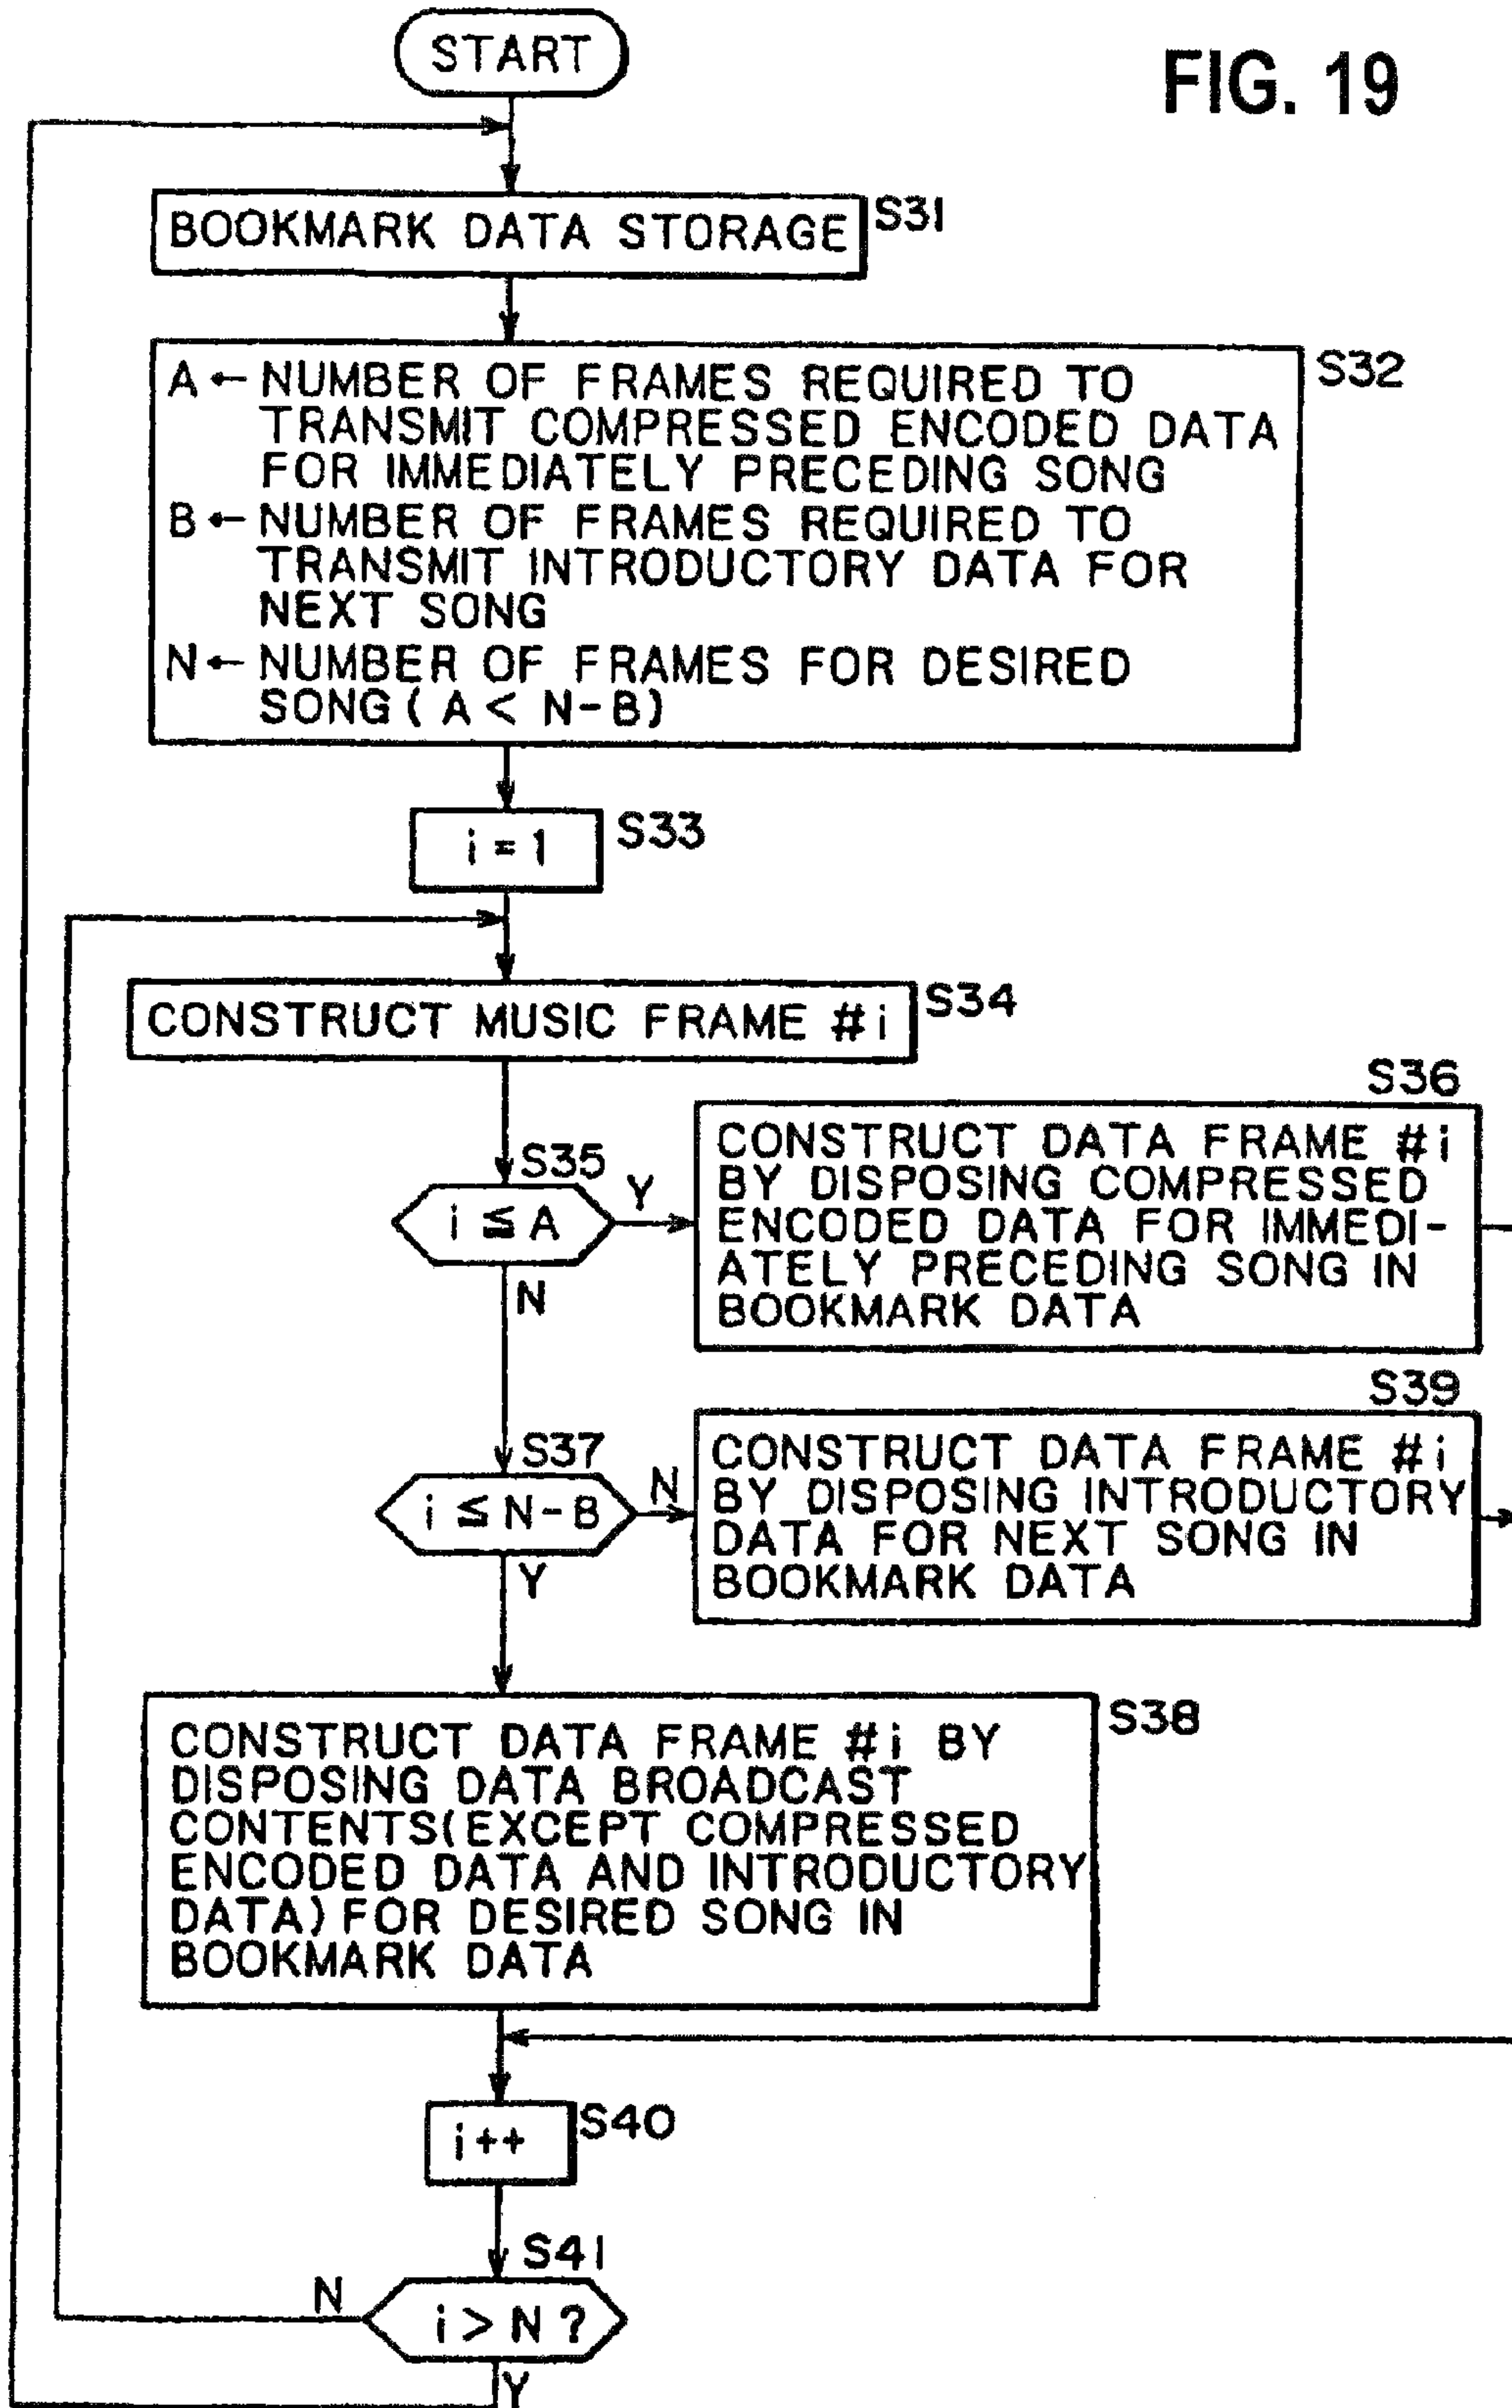 START
FIG. 19
BOOKMARK DATA STORAGE
S31
A ← NUMBER OF FRAMES REQUIRED TO
TRANSMIT COMPRESSED ENCODED DATA
FOR IMMEDIATELY PRECEDING SONG
B ← NUMBER OF FRAMES REQUIRED TO
TRANSMIT INTRODUCTORY DATA FOR
NEXT SONG
N ← NUMBER OF FRAMES FOR DESIRED
SONG ( A < N-B)
S32
i = 1
S33
CONSTRUCT MUSIC FRAME #i
S34
S35
i ≦ A
Y
N
S36
CONSTRUCT DATA FRAME #i
BY DISPOSING COMPRESSED
ENCODED DATA FOR IMMEDI-
ATELY PRECEDING SONG IN
BOOKMARK DATA
S37
i ≦ N-B
N
Y
S39
CONSTRUCT DATA FRAME #i
BY DISPOSING INTRODUCTORY
DATA FOR NEXT SONG IN
BOOKMARK DATA
S38
CONSTRUCT DATA FRAME #i BY
DISPOSING DATA BROADCAST
CONTENTS(EXCEPT COMPRESSED
ENCODED DATA AND INTRODUCTORY
DATA) FOR DESIRED SONG IN
BOOKMARK DATA
i++
S40
S41
i > N ?
N
Y